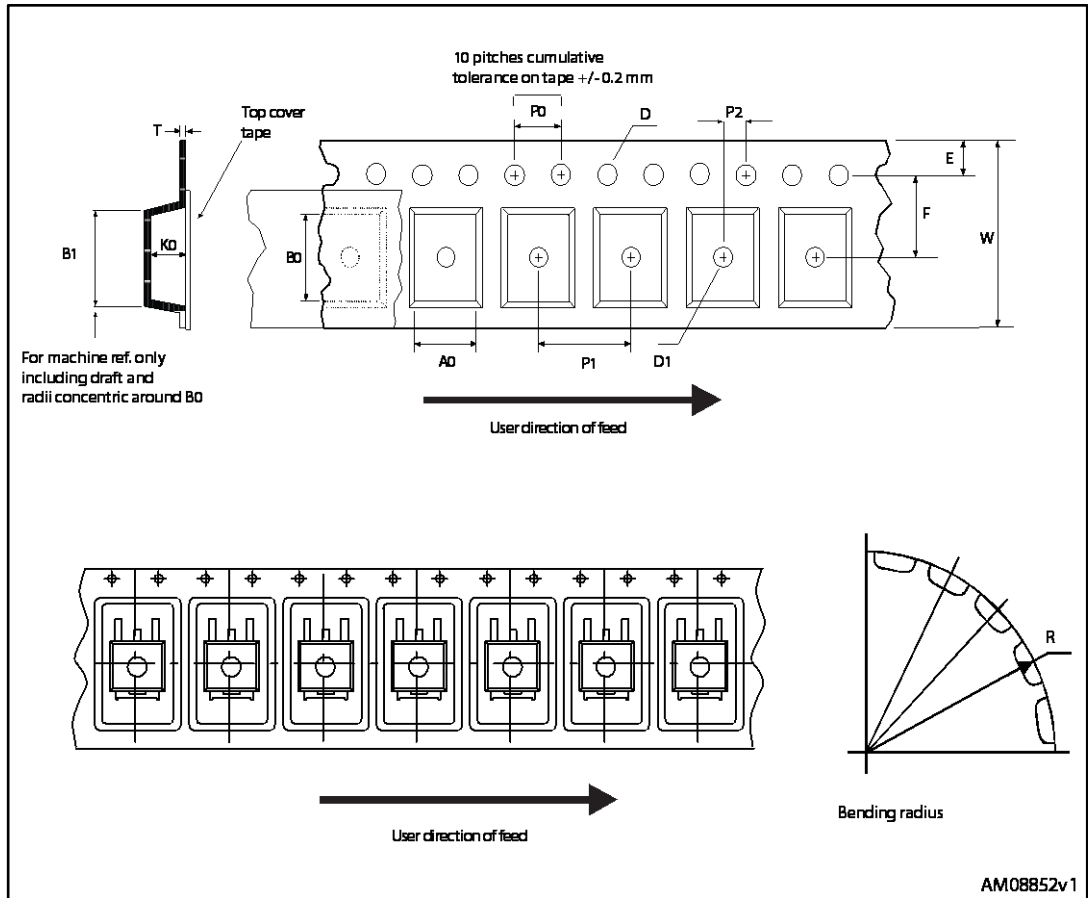 10 pitches cumulative
tolerance on tape +/- 0.2 mm
Top cover
tape
T
P0
D
P2
E
F
W
B1
K0
B0
For machine ref. only
including draft and
radii concentric around B0
A0
P1
D1
User direction of feed
R
Bending radius
User direction of feed
AM08852v1